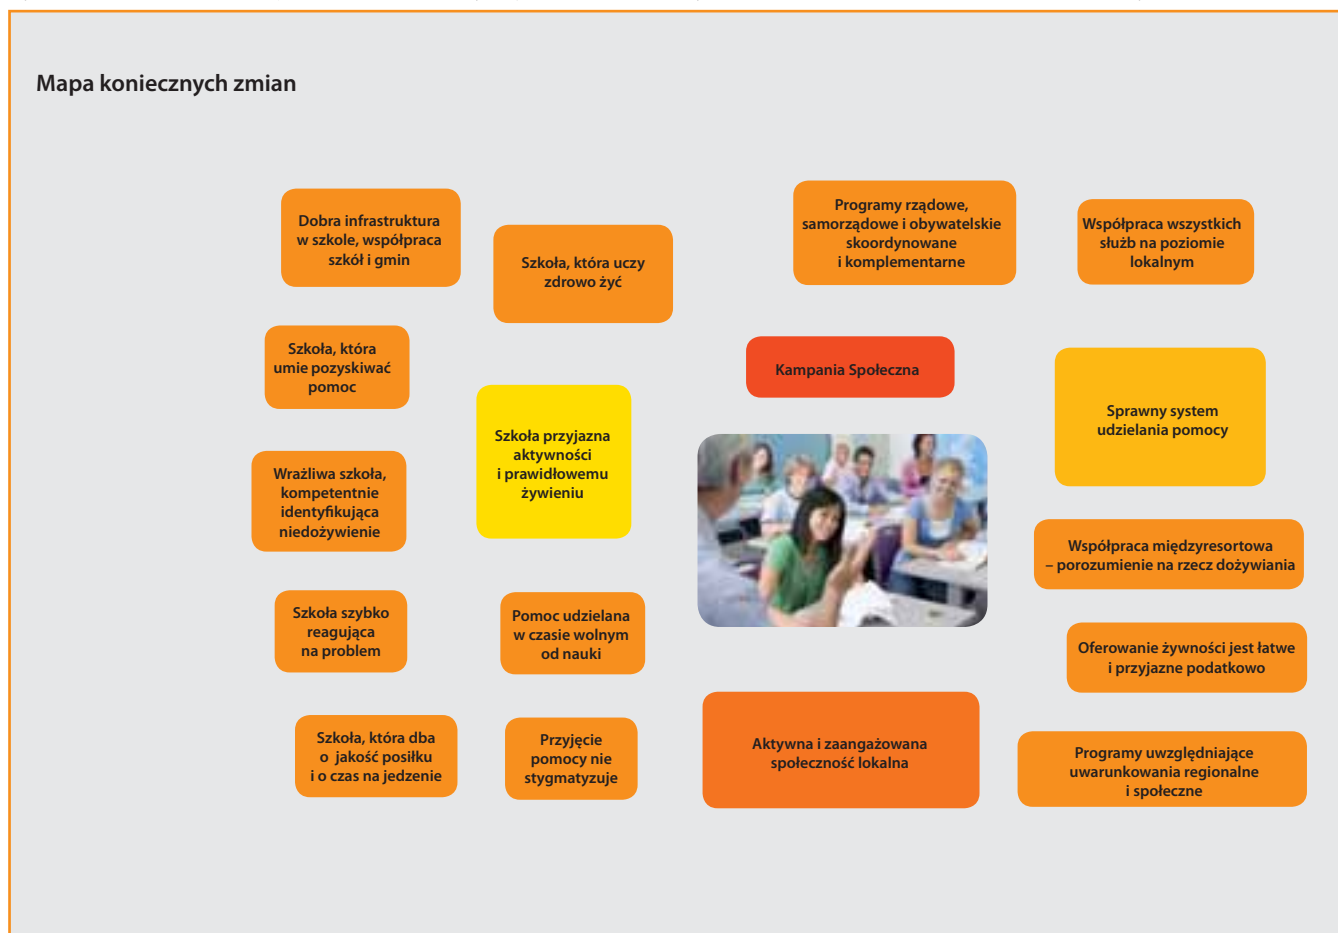 Mapa koniecznych zmian
Dobra infrastruktura
w szkole, współpraca
szkół i gmin
Szkoła, która uczy
zdrowo żyć
Programy rządowe,
samorządowe i obywatelskie
skoordynowane
i komplementarne
Współpraca wszystkich
służb na poziomie
lokalnym
Szkoła, która
umie pozyskiwać
pomoc
Kampania Społeczna
Szkoła przyjazna
aktywności
i prawidłowemu
żywieniu
Sprawny system
udzielania pomocy
Wrażliwa szkoła,
kompetentnie
identyfikująca
niedożywienie
Współpraca międzyresortowa
– porozumienie na rzecz dożywiania
Szkoła szybko
reagująca
na problem
Pomoc udzielana
w czasie wolnym
od nauki
Oferowanie żywności jest łatwe
i przyjazne podatkowo
Szkoła, która dba
o jakość posiłku
i o czas na jedzenie
Przyjęcie
pomocy nie
stygmatyzuje
Aktywna i zaangażowana
społeczność lokalna
Programy uwzględniające
uwarunkowania regionalne
i społeczne